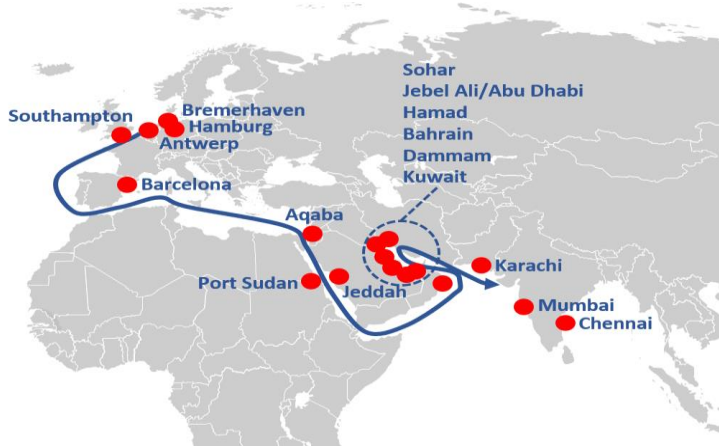 Sohar
Jebel Ali/Abu Dhabi
Hamad
Bahrain
Dammam
Kuwait
Southampton
Bremerhaven
Hamburg
Antwerp
Barcelona
Aqaba
Port Sudan
Jeddah
Karachi
Mumbai
Chennai